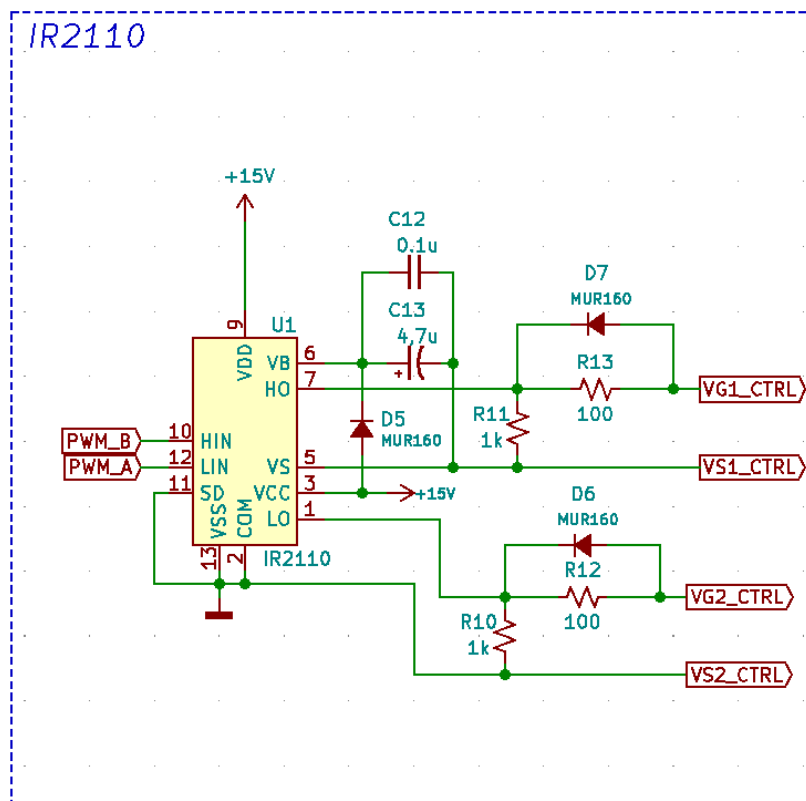 IR2110
+15V
C12
0.1u
D7
MUR160
C13
4,7u
9
U1
VDD
VB
6
R13
HO
7
100
VG1_CTRL
R11
1k
D5
MUR160
PWM_B
10
HIN
PWM_A
12
LIN
VS
5
VS1_CTRL
11
SD
VCC
3
+15V
D6
MUR160
VSS
COM
LO
1
13
2
IR2110
R12
100
VG2_CTRL
R10
1k
VS2_CTRL
+